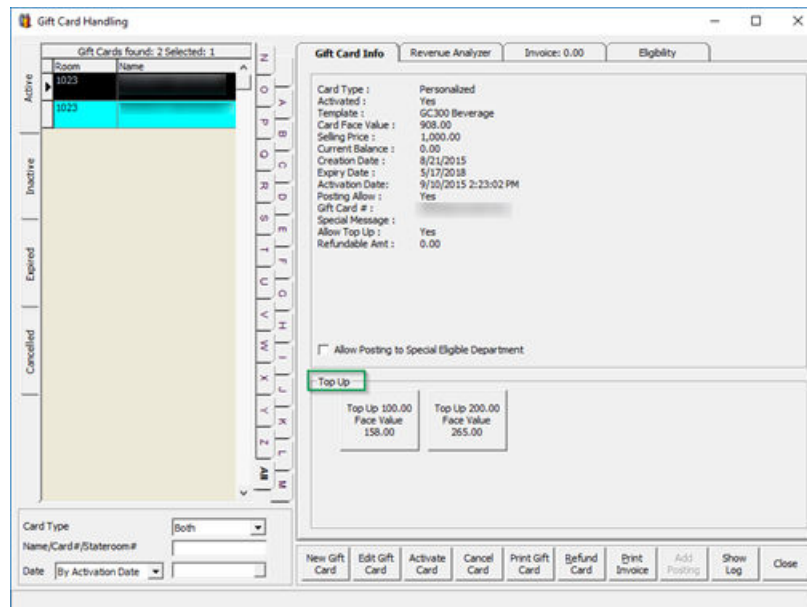 Gift Card Handling
Gift Cards found: 2 Selected: 1
Room Name
1023
1023
Active
Inactive
Expired
Cancelled
N
O
P
Q
R
S
T
U
V
W
X
Y
Z
All
A
B
C
D
E
F
G
H
I
J
K
L
M
Card Type Both
Name/Card#/Stateroom#
Date By Activation Date
Gift Card Info Revenue Analyzer Invoice: 0.00 Eligibility
Card Type : Personalized
Activated : Yes
Template : GC300 Beverage
Card Face Value : 908.00
Selling Price : 1,000.00
Current Balance : 0.00
Creation Date : 8/21/2015
Expiry Date : 5/17/2018
Activation Date: 9/10/2015 2:23:02 PM
Posting Allow : Yes
Gift Card # :
Special Message :
Allow Top Up : Yes
Refundable Amt : 0.00
Allow Posting to Special Eligible Department
Top Up
Top Up 100.00
Face Value
158.00
Top Up 200.00
Face Value
265.00
New Gift Card
Edit Gift Card
Activate Card
Cancel Card
Print Gift Card
Refund Card
Print Invoice
Add Posting
Show Log
Close